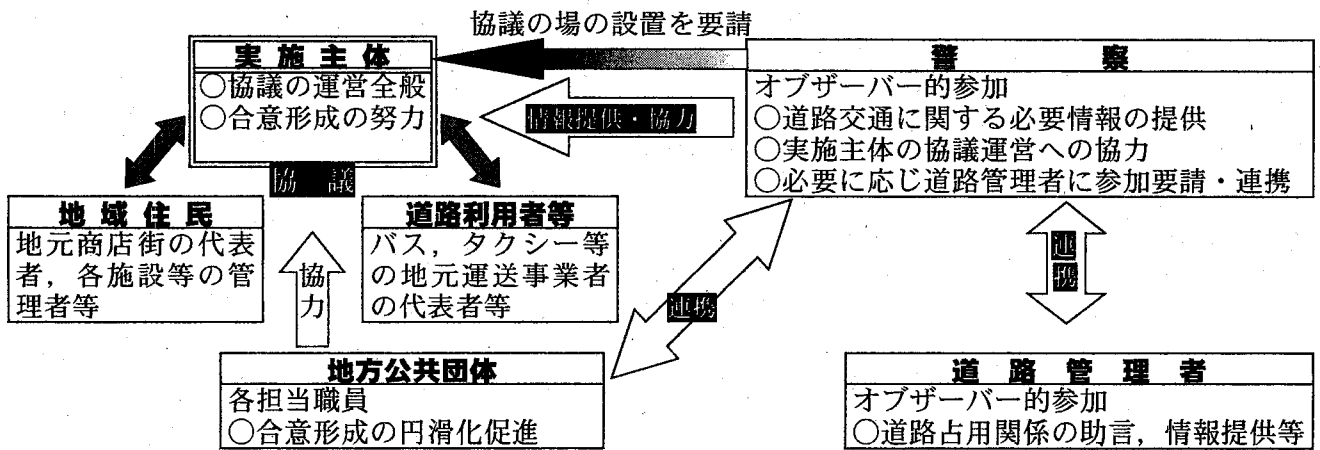 協議の場の設置を要請
実施主体
○協議の運営全般
○合意形成の努力
警察
オブザーバー的参加
○道路交通に関する必要情報の提供
○実施主体の協議運営への協力
○必要に応じ道路管理者に参加要請・連携
情報提供・協力
協議
地域住民
地元商店街の代表
者，各施設等の管
理者等
道路利用者等
バス，タクシー等
の地元運送事業者
の代表者等
協
力
連携
連
携
地方公共団体
各担当職員
○合意形成の円滑化促進
道路管理者
オブザーバー的参加
○道路占用関係の助言，情報提供等